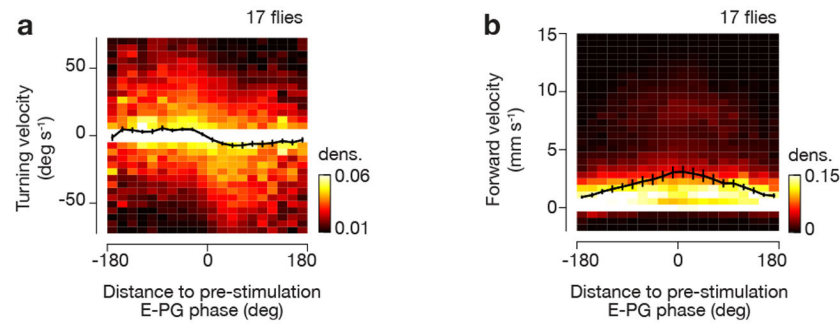 a
17 flies
Turning velocity
(deg s-1)
50
0
-50
dens.
0.06
0.01
-180
0
180
Distance to pre-stimulation
E-PG phase (deg)
b
17 flies
Forward velocity
(mm s-1)
15
10
5
0
dens.
0.15
0
-180
0
180
Distance to pre-stimulation
E-PG phase (deg)